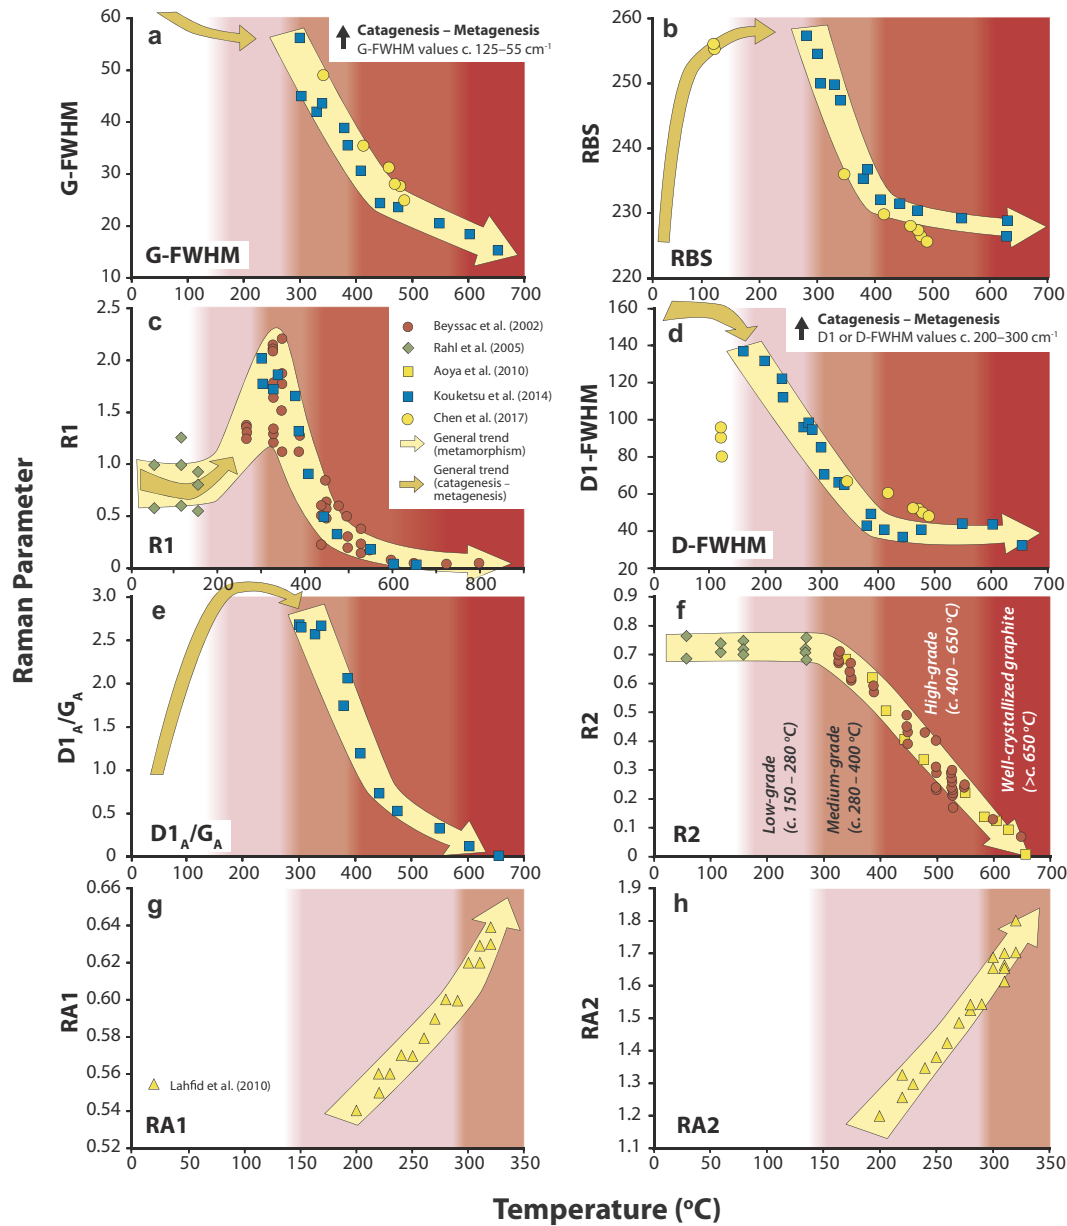 a
Catagenesis – Metagenesis
G-FWHM values c. 125–55 cm-1
60
50
40
30
20
10
G-FWHM
G-FWHM
0 100 200 300 400 500 600 700
b
260
250
240
230
220
RBS
RBS
0 100 200 300 400 500 600 700
c
2.5
2.0
1.5
1.0
0.5
0
R1
R1
0 200 400 600 800
Beyssac et al. (2002)
Rahl et al. (2005)
Aoya et al. (2010)
Kouketsu et al. (2014)
Chen et al. (2017)
General trend
(metamorphism)
General trend
(catagenesis –
metagenesis)
d
Catagenesis – Metagenesis
D1 or D-FWHM values c. 200–300 cm-1
160
140
120
100
80
60
40
20
D1-FWHM
D-FWHM
0 100 200 300 400 500 600 700
Raman Parameter
e
3.0
2.5
2.0
1.5
1.0
0.5
0
D1A/GA
D1A/GA
0 100 200 300 400 500 600 700
f
0.9
0.8
0.7
0.6
0.5
0.4
0.3
0.2
0.1
0
R2
R2
Low-grade
(c. 150 – 280 °C)
Medium-grade
(c. 280 – 400 °C)
High-grade
(c. 400 – 650 °C)
Well-crystallized graphite
(>c. 650 °C)
0 100 200 300 400 500 600 700
g
0.66
0.64
0.62
0.60
0.58
0.56
0.54
0.52
RA1
Lahfid et al. (2010)
RA1
0 50 100 150 200 250 300 350
h
1.9
1.8
1.7
1.6
1.5
1.4
1.3
1.2
1.1
RA2
RA2
0 50 100 150 200 250 300 350
Temperature (°C)